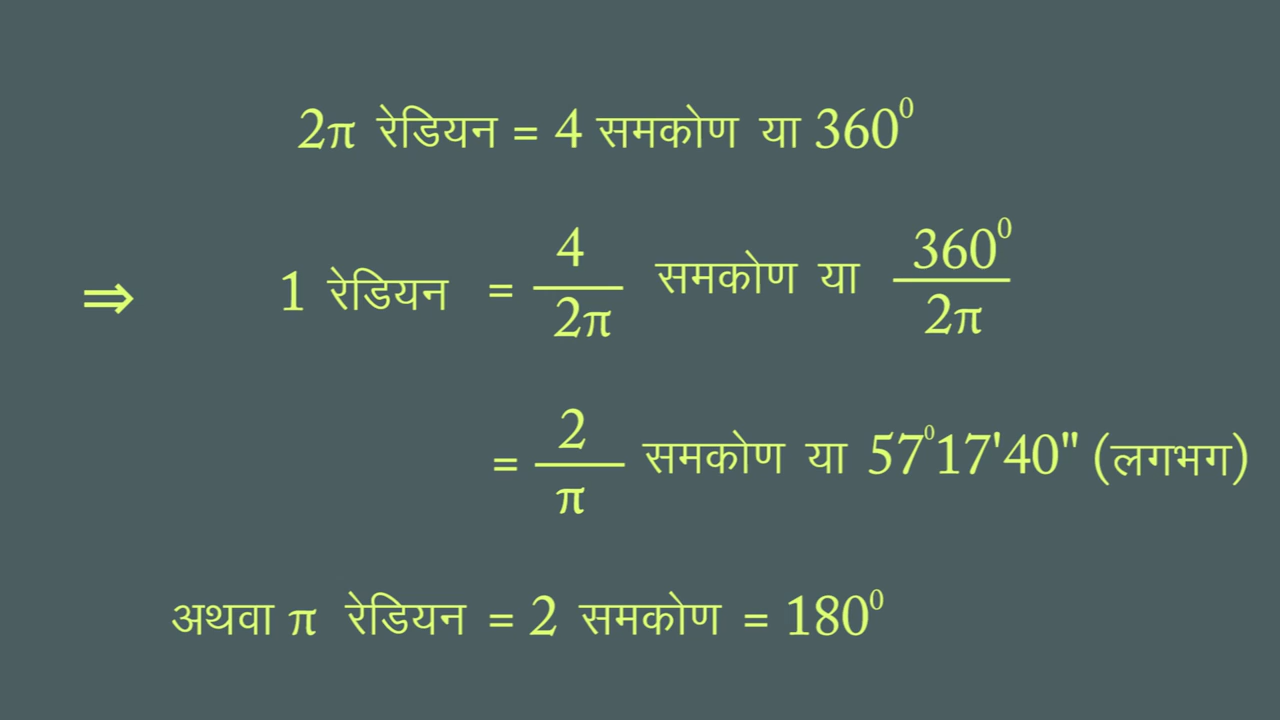 2π रेडियन = 4 समकोण या 360⁰
⇒ 1 रेडियन = 4/2π समकोण या 360⁰/2π
= 2/π समकोण या 57⁰17'40" (लगभग)
अथवा π रेडियन = 2 समकोण = 180⁰